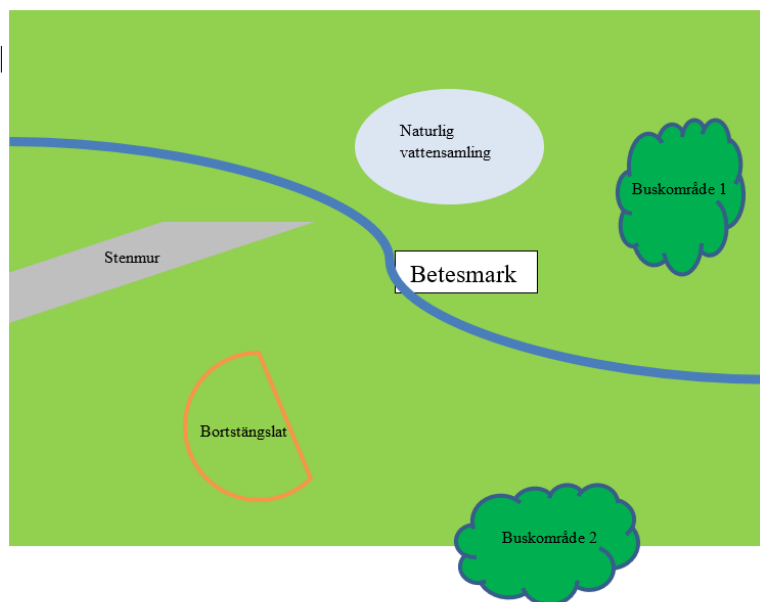 Naturlig
vattensamling
Buskområde 1
Stenmur
Betesmark
Bortstängslat
Buskområde 2